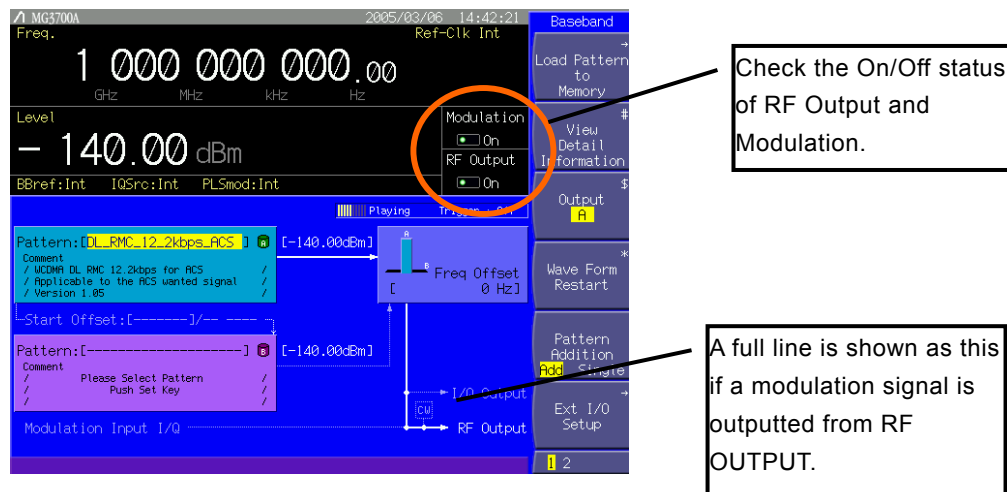 MG3700A 2005/03/06 14:42:21
Freq. Ref-Clk Int
1 000 000 000.00
GHz MHz kHz Hz
Level
- 140.00 dBm
Modulation
On
RF Output
On
BBref:Int IQSrc:Int PLSmod:Int
Playing Trigger : Off
Pattern:[DL_RMC_12_2kbps_ACS ] A [-140.00dBm]
Comment
/ WCDMA DL RMC 12.2kbps for ACS /
/ Applicable to the ACS wanted signal /
/ Version 1.05 /
A
B
Freq Offset
[ 0 Hz]
Start Offset:[-------]/-- ----
Pattern:[--------------------] B [-140.00dBm]
Comment
/ Please Select Pattern /
/ Push Set Key /
/ /
I/Q Output
CW
Modulation Input I/Q
RF Output
Baseband
→
Load Pattern
to
Memory
#
View
Detail
Information
$
Output
A
*
Wave Form
Restart
Pattern
Addition
Add Single
→
Ext I/O
Setup
1 2
Check the On/Off status
of RF Output and
Modulation.
A full line is shown as this
if a modulation signal is
outputted from RF
OUTPUT.